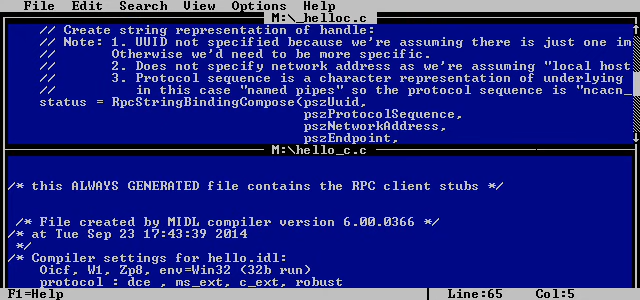 File Edit Search View Options Help
M:\_helloc.c
// Create string representation of handle:
// Note: 1. UUID not specified because we're assuming there is just one im
// Otherwise we'd need to be more specific.
// 2. Does not specify network address as we're assuming "local host
// 3. Protocol sequence is a character representation of underlying
// in this case "named pipes" so the protocol sequence is "ncacn_
status = RpcStringBindingCompose(pszUuid,
pszProtocolSequence,
pszNetworkAddress,
pszEndpoint,
M:\hello_c.c
/* this ALWAYS GENERATED file contains the RPC client stubs */
/* File created by MIDL compiler version 6.00.0366 */
/* at Tue Sep 23 17:43:39 2014
*/
/* Compiler settings for hello.idl:
Oicf, W1, Zp8, env=Win32 (32b run)
protocol : dce , ms_ext, c_ext, robust
F1=Help Line:65 Col:5